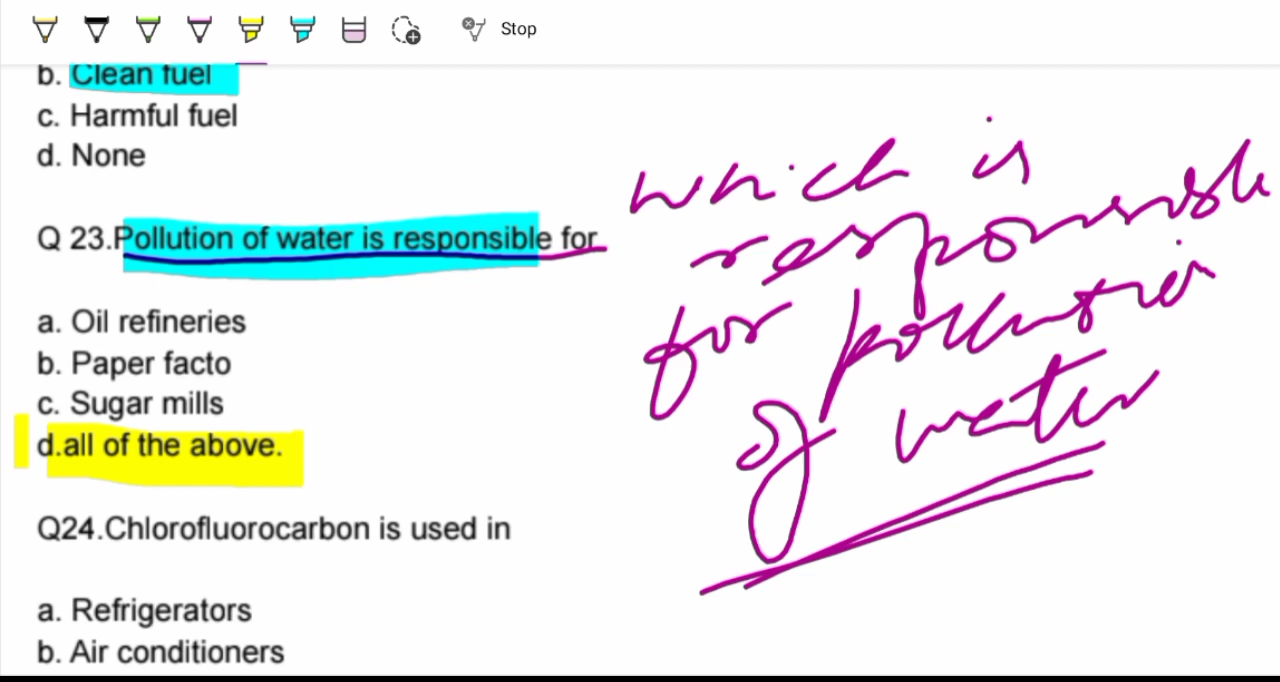 Stop
b. Clean fuel
c. Harmful fuel
d. None
Q 23.Pollution of water is responsible for
a. Oil refineries
b. Paper facto
c. Sugar mills
d.all of the above.
Q24.Chlorofluorocarbon is used in
a. Refrigerators
b. Air conditioners
which is
responsible
for pollution
of water